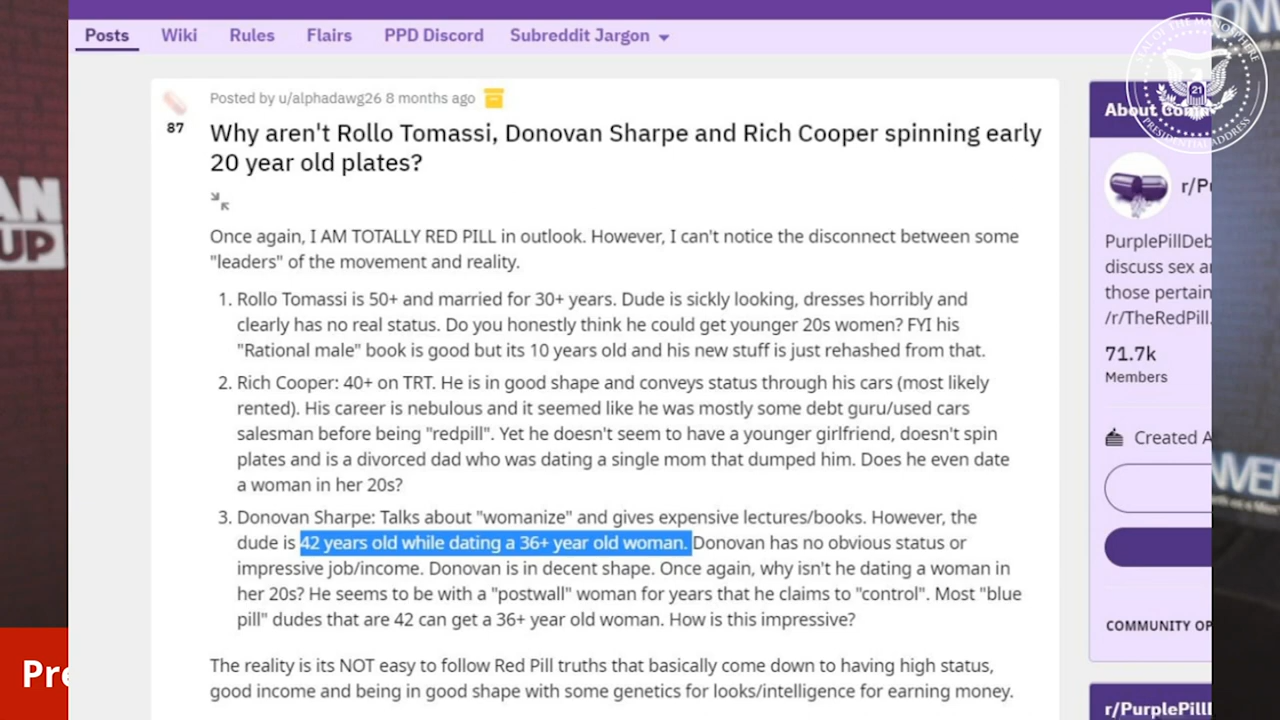 Posts Wiki Rules Flairs PPD Discord Subreddit Jargon
SEAL OF THE MANOSPHERE
21
PRESIDENTIAL ADDRESS
Posted by u/alphadawg26 8 months ago
87
Why aren't Rollo Tomassi, Donovan Sharpe and Rich Cooper spinning early
20 year old plates?
Once again, I AM TOTALLY RED PILL in outlook. However, I can't notice the disconnect between some
"leaders" of the movement and reality.
1. Rollo Tomassi is 50+ and married for 30+ years. Dude is sickly looking, dresses horribly and
clearly has no real status. Do you honestly think he could get younger 20s women? FYI his
"Rational male" book is good but its 10 years old and his new stuff is just rehashed from that.
2. Rich Cooper: 40+ on TRT. He is in good shape and conveys status through his cars (most likely
rented). His career is nebulous and it seemed like he was mostly some debt guru/used cars
salesman before being "redpill". Yet he doesn't seem to have a younger girlfriend, doesn't spin
plates and is a divorced dad who was dating a single mom that dumped him. Does he even date
a woman in her 20s?
3. Donovan Sharpe: Talks about "womanize" and gives expensive lectures/books. However, the
dude is 42 years old while dating a 36+ year old woman. Donovan has no obvious status or
impressive job/income. Donovan is in decent shape. Once again, why isn't he dating a woman in
her 20s? He seems to be with a "postwall" woman for years that he claims to "control". Most "blue
pill" dudes that are 42 can get a 36+ year old woman. How is this impressive?
The reality is its NOT easy to follow Red Pill truths that basically come down to having high status,
good income and being in good shape with some genetics for looks/intelligence for earning money.
About Com
r/Pu
PurplePillDeb
discuss sex a
those pertain
/r/TheRedPill.
71.7k
Members
Created A
COMMUNITY OP
r/PurplePill
AN
UP
Pre